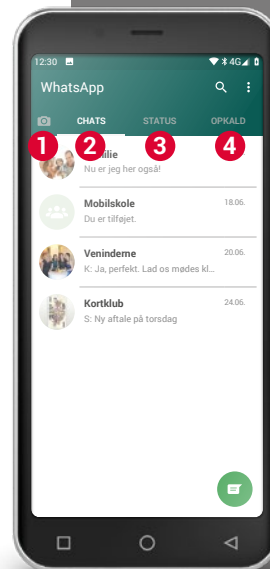 12:30 4G
WhatsApp
CHATS STATUS OPKALD
1 2 3 4
Nu er jeg her også!
Mobilskole 18.06.
Du er tilføjet.
Veninderne 20.06.
K: Ja, perfekt. Lad os mødes kl...
Kortklub 24.06.
S: Ny aftale på torsdag